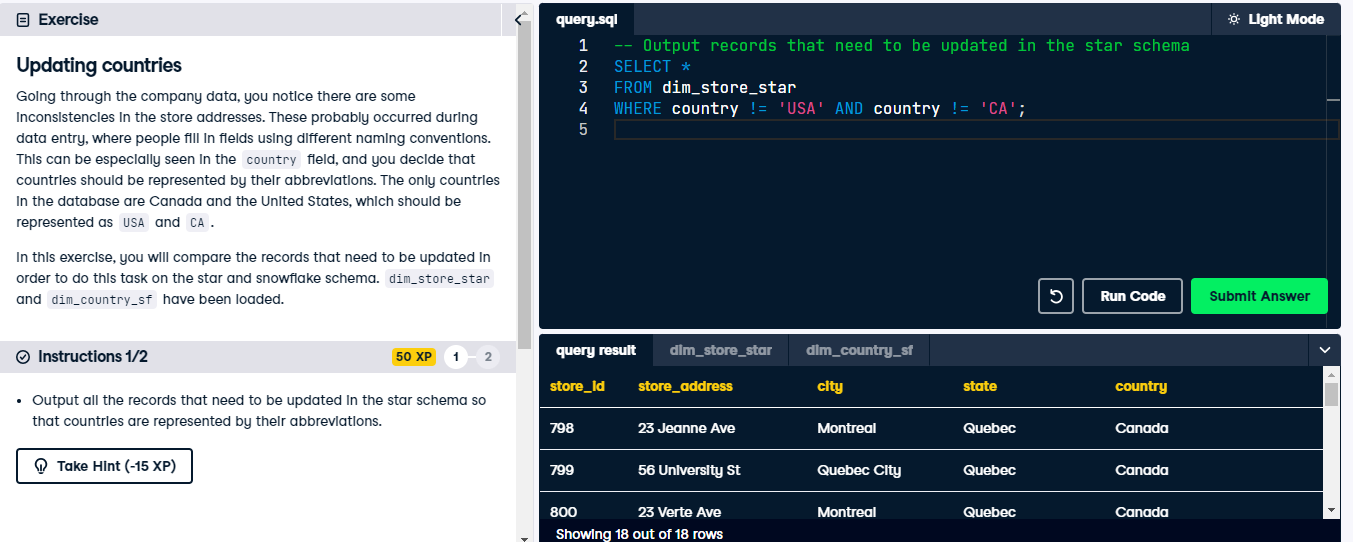 Exercise
Updating countries
Going through the company data, you notice there are some
inconsistencies in the store addresses. These probably occurred during
data entry, where people fill in fields using different naming conventions.
This can be especially seen in the country field, and you decide that
countries should be represented by their abbreviations. The only countries
in the database are Canada and the United States, which should be
represented as USA and CA.
In this exercise, you will compare the records that need to be updated in
order to do this task on the star and snowflake schema. dim_store_star
and dim_country_sf have been loaded.
Instructions 1/2 50 XP 1 2
• Output all the records that need to be updated in the star schema so
that countries are represented by their abbreviations.
Take Hint (-15 XP)
query.sql Light Mode
1 -- Output records that need to be updated in the star schema
2 SELECT *
3 FROM dim_store_star
4 WHERE country != 'USA' AND country != 'CA';
5
Run Code Submit Answer
query result dim_store_star dim_country_sf
store_id store_address city state country
798 23 Jeanne Ave Montreal Quebec Canada
799 56 University St Quebec City Quebec Canada
800 23 Verte Ave Montreal Quebec Canada
Showing 18 out of 18 rows